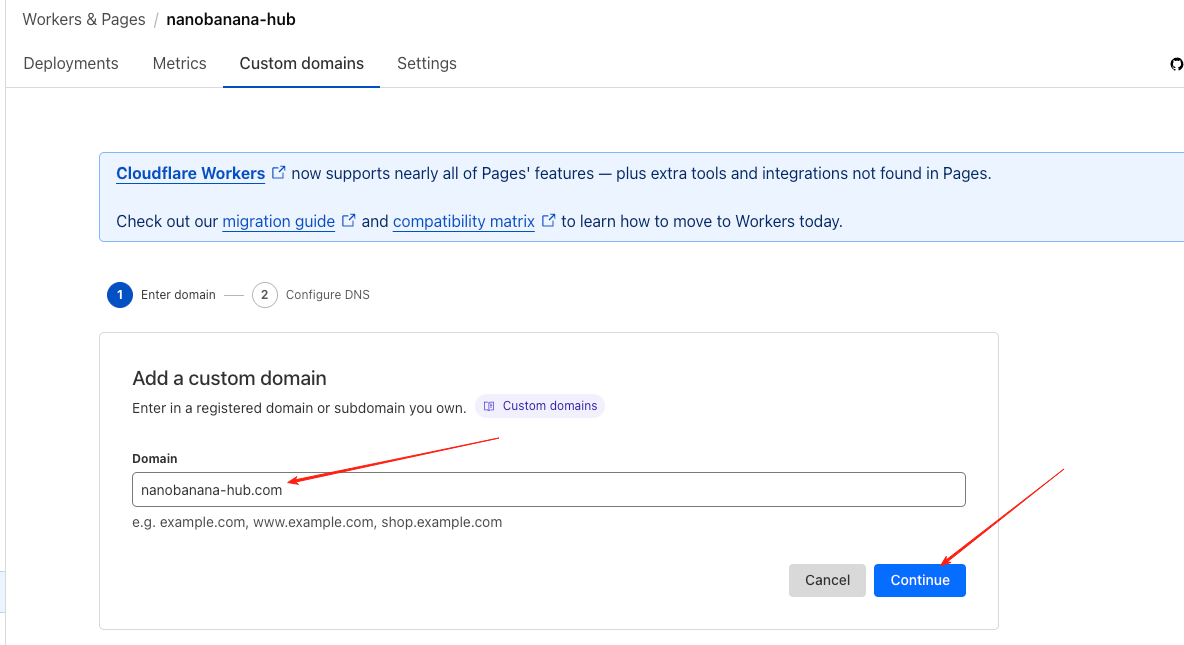 Workers & Pages / nanobanana-hub
Deployments Metrics Custom domains Settings
Cloudflare Workers now supports nearly all of Pages' features — plus extra tools and integrations not found in Pages.
Check out our migration guide and compatibility matrix to learn how to move to Workers today.
1 Enter domain 2 Configure DNS
Add a custom domain
Enter in a registered domain or subdomain you own. Custom domains
Domain
nanobanana-hub.com
e.g. example.com, www.example.com, shop.example.com
Cancel Continue